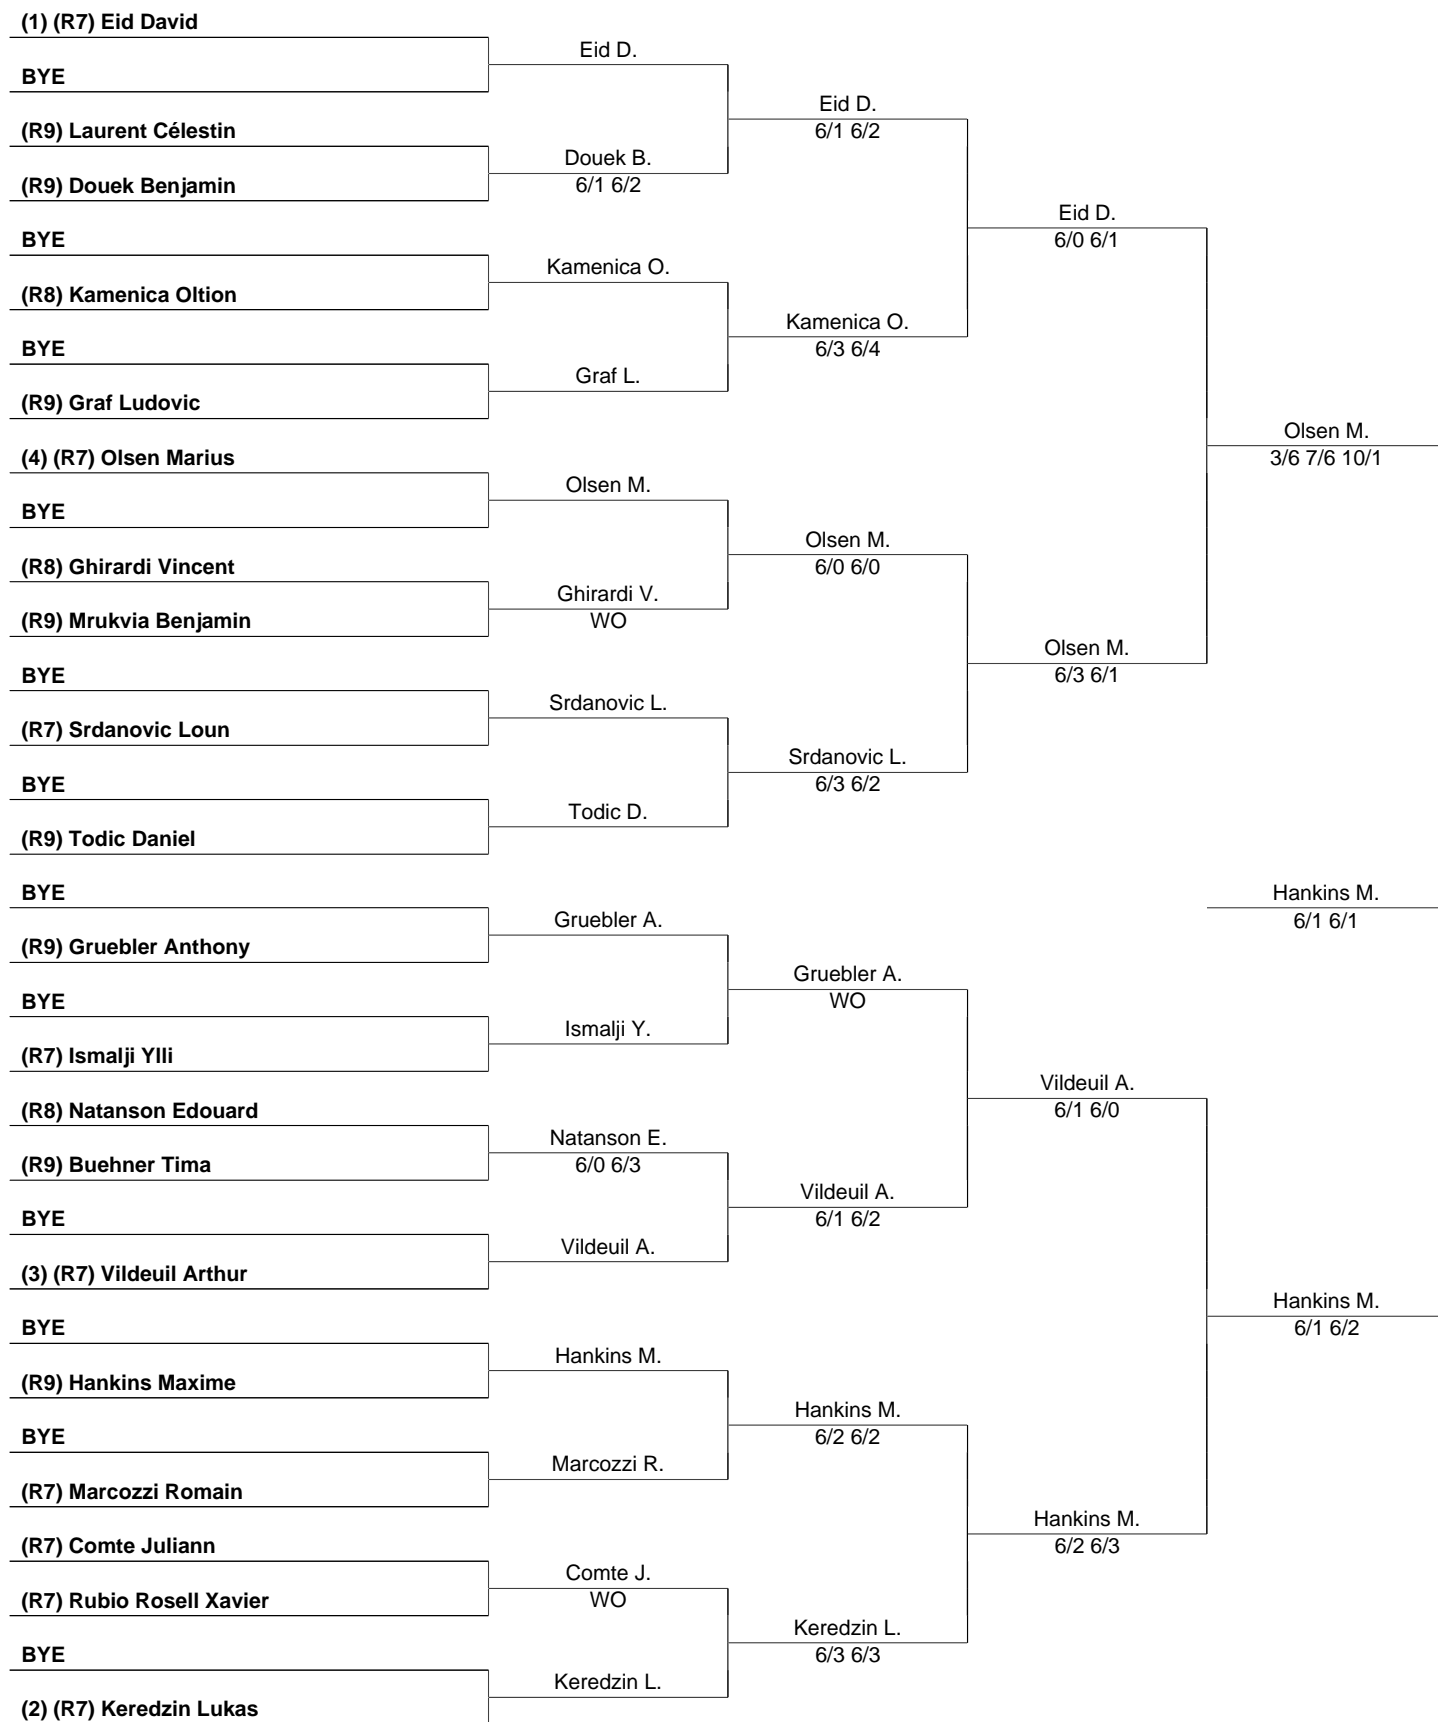 (1) (R7) Eid David
BYE
(R9) Laurent Célestin
(R9) Douek Benjamin
BYE
(R8) Kamenica Oltion
BYE
(R9) Graf Ludovic
(4) (R7) Olsen Marius
BYE
(R8) Ghirardi Vincent
(R9) Mrukvia Benjamin
BYE
(R7) Srdanovic Loun
BYE
(R9) Todic Daniel
BYE
(R9) Gruebler Anthony
BYE
(R7) Ismalji Ylli
(R8) Natanson Edouard
(R9) Buehner Tima
BYE
(3) (R7) Vildeuil Arthur
BYE
(R9) Hankins Maxime
BYE
(R7) Marcozzi Romain
(R7) Comte Juliann
(R7) Rubio Rosell Xavier
BYE
(2) (R7) Keredzin Lukas
Eid D.
Douek B.
6/1 6/2
Kamenica O.
Graf L.
Olsen M.
Ghirardi V.
WO
Srdanovic L.
Todic D.
Gruebler A.
Ismalji Y.
Natanson E.
6/0 6/3
Vildeuil A.
Hankins M.
Marcozzi R.
Comte J.
WO
Keredzin L.
Eid D.
6/1 6/2
Kamenica O.
6/3 6/4
Olsen M.
6/0 6/0
Srdanovic L.
6/3 6/2
Gruebler A.
WO
Vildeuil A.
6/1 6/2
Hankins M.
6/2 6/2
Keredzin L.
6/3 6/3
Eid D.
6/0 6/1
Olsen M.
6/3 6/1
Vildeuil A.
6/1 6/0
Hankins M.
6/2 6/3
Olsen M.
3/6 7/6 10/1
Hankins M.
6/1 6/1
Hankins M.
6/1 6/2